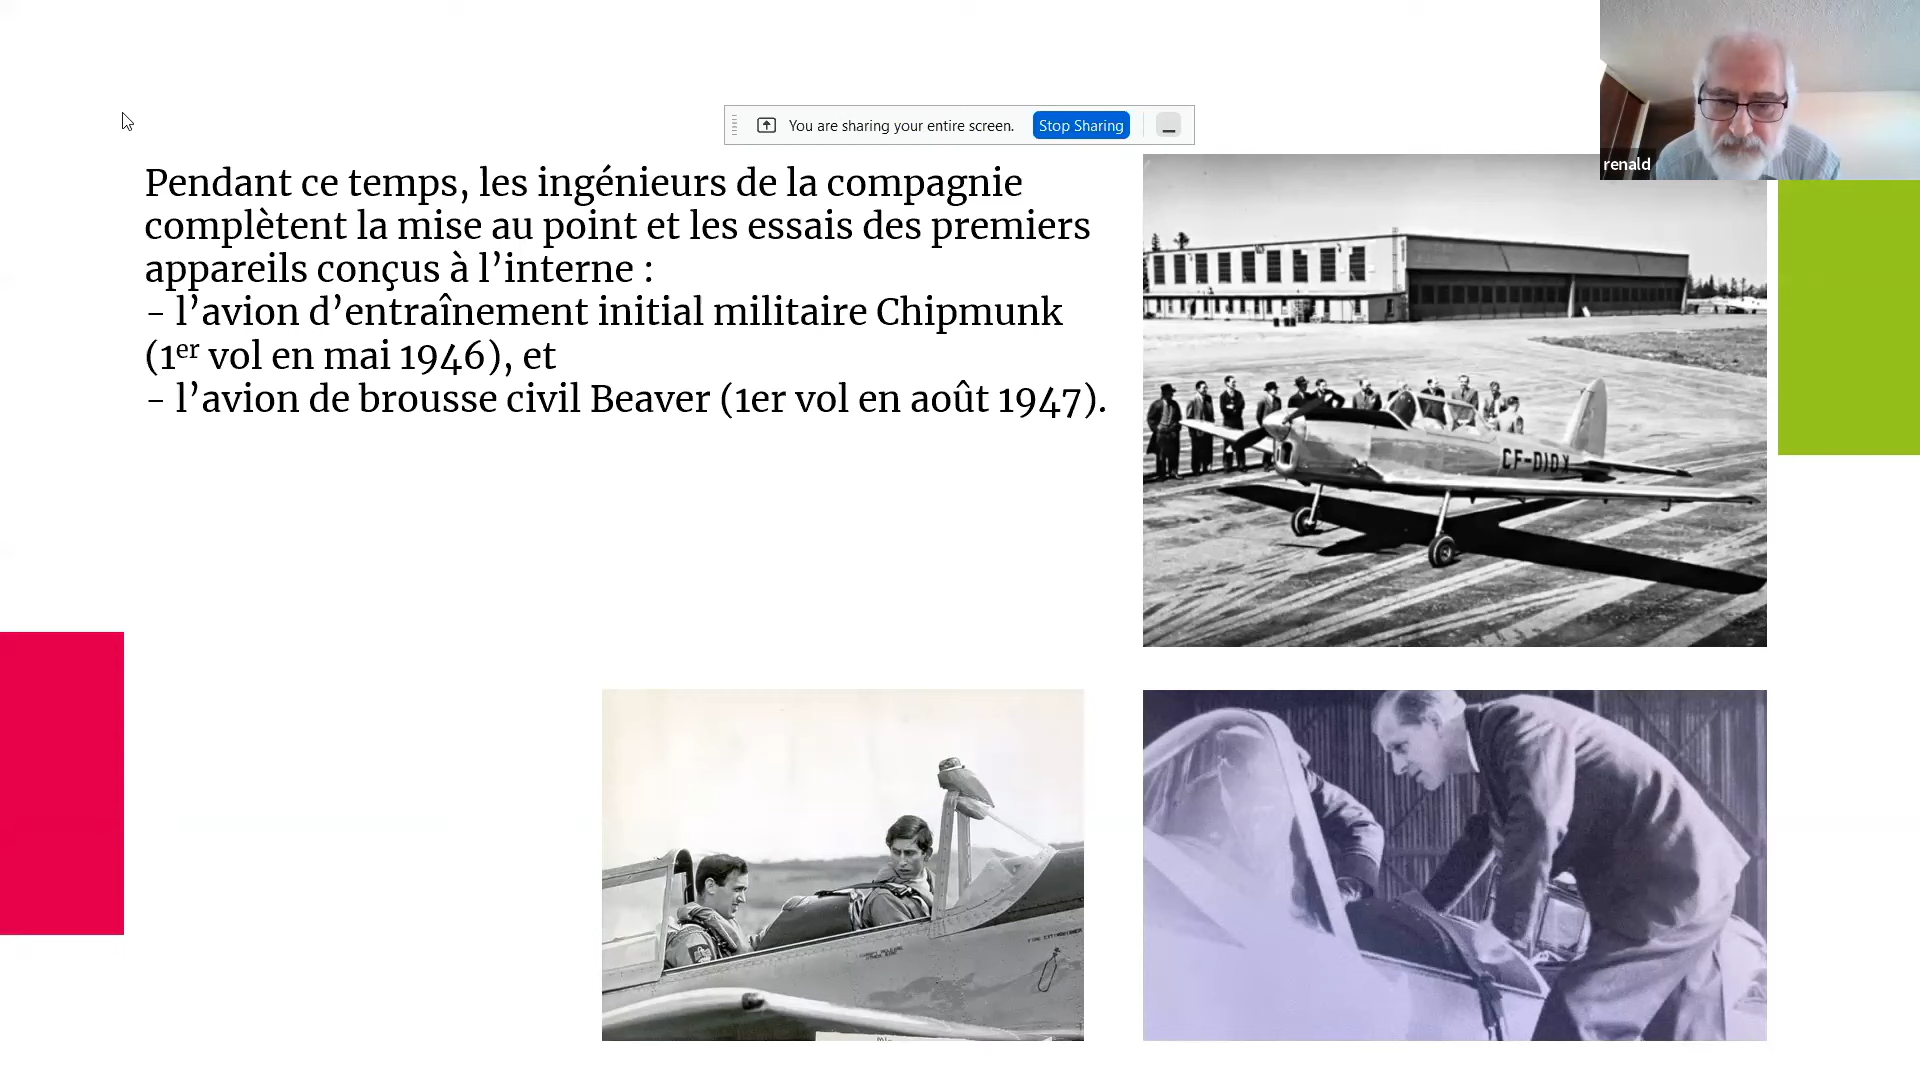 You are sharing your entire screen.
Stop Sharing
renald
Pendant ce temps, les ingénieurs de la compagnie
complètent la mise au point et les essais des premiers
appareils conçus à l’interne :
- l’avion d’entraînement initial militaire Chipmunk
(1er vol en mai 1946), et
- l’avion de brousse civil Beaver (1er vol en août 1947).
CF-DIO-X